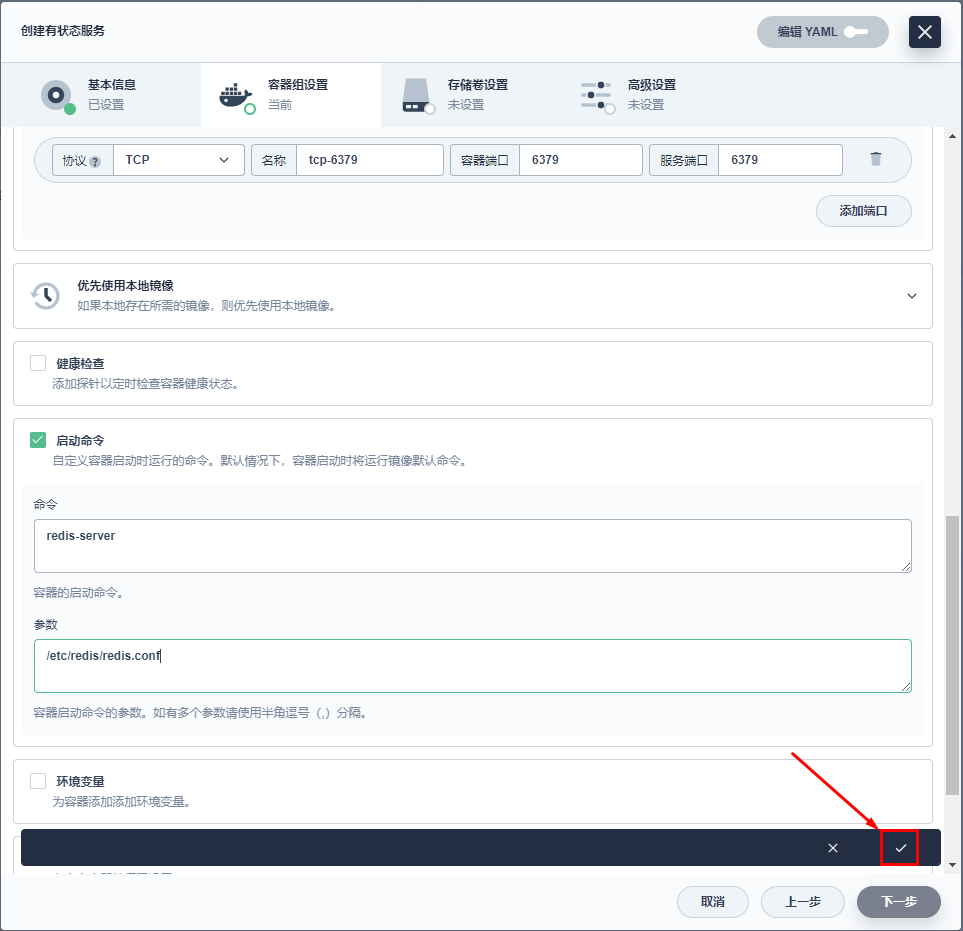 创建有状态服务
编辑 YAML
基本信息
已设置
容器组设置
当前
存储卷设置
未设置
高级设置
未设置
协议 ? TCP 名称 tcp-6379 容器端口 6379 服务端口 6379
添加端口
优先使用本地镜像
如果本地存在所需的镜像，则优先使用本地镜像。
健康检查
添加探针以定时检查容器健康状态。
启动命令
自定义容器启动时运行的命令。默认情况下，容器启动时将运行镜像默认命令。
命令
redis-server
容器的启动命令。
参数
/etc/redis/redis.conf
容器启动命令的参数。如有多个参数请使用半角逗号（,）分隔。
环境变量
为容器添加添加环境变量。
取消 上一步 下一步